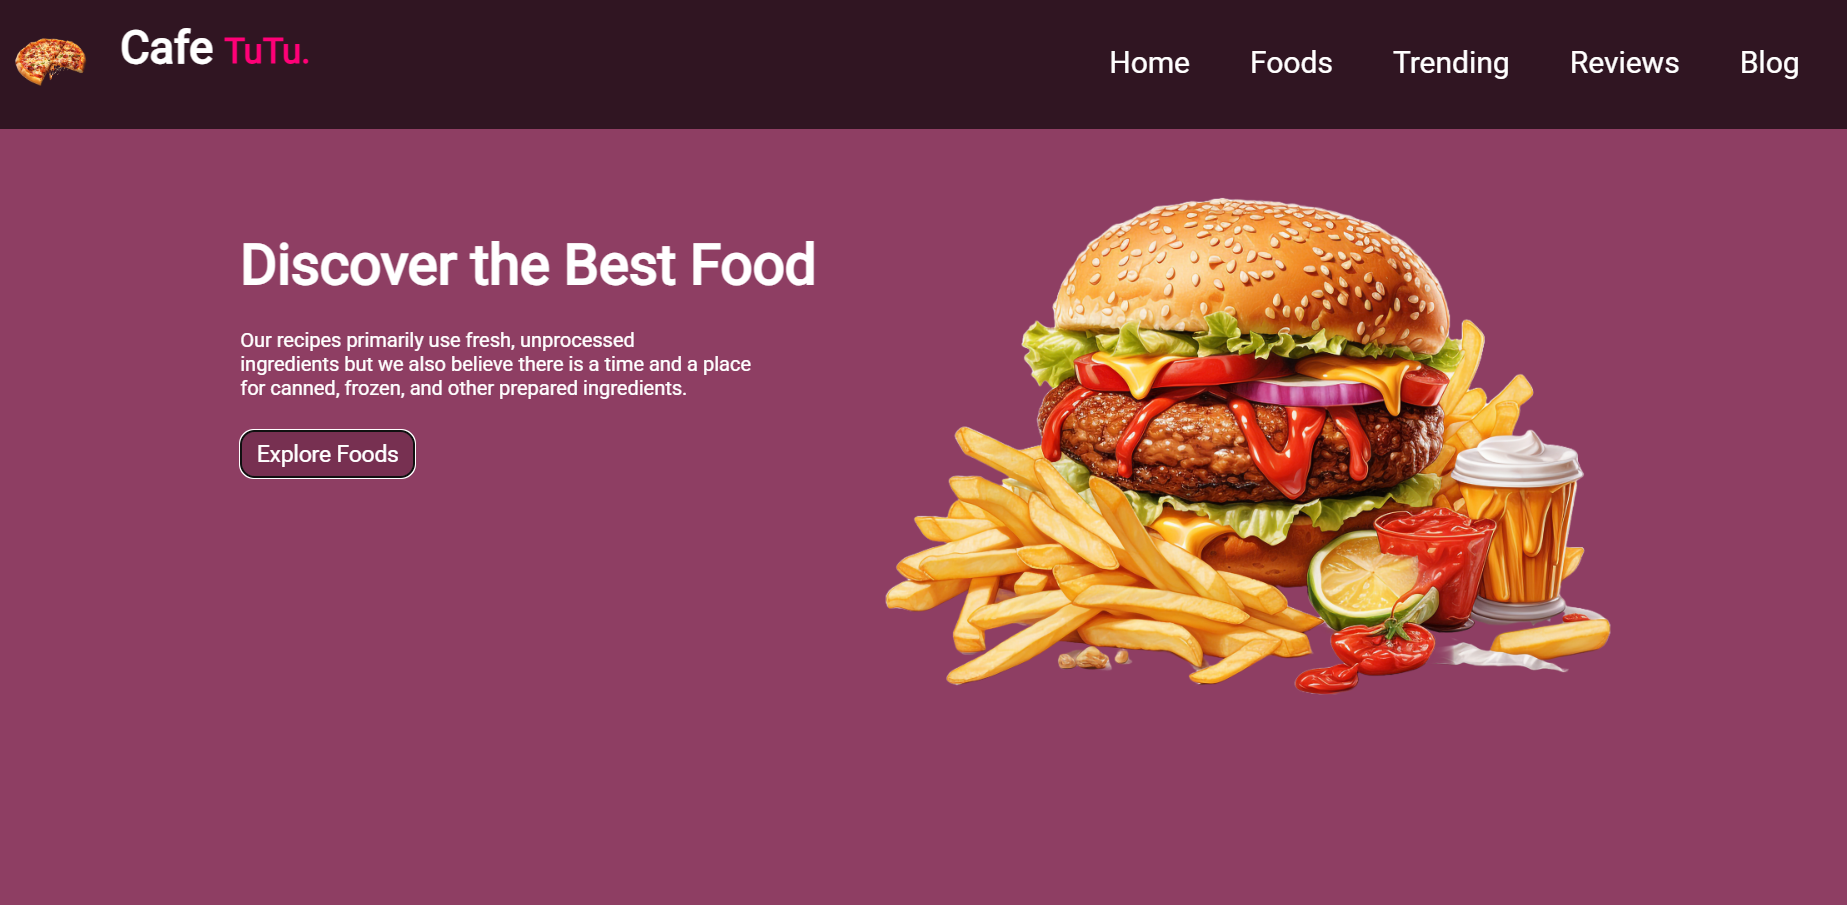 Cafe TuTu.
Home Foods Trending Reviews Blog
Discover the Best Food
Our recipes primarily use fresh, unprocessed
ingredients but we also believe there is a time and a place
for canned, frozen, and other prepared ingredients.
Explore Foods